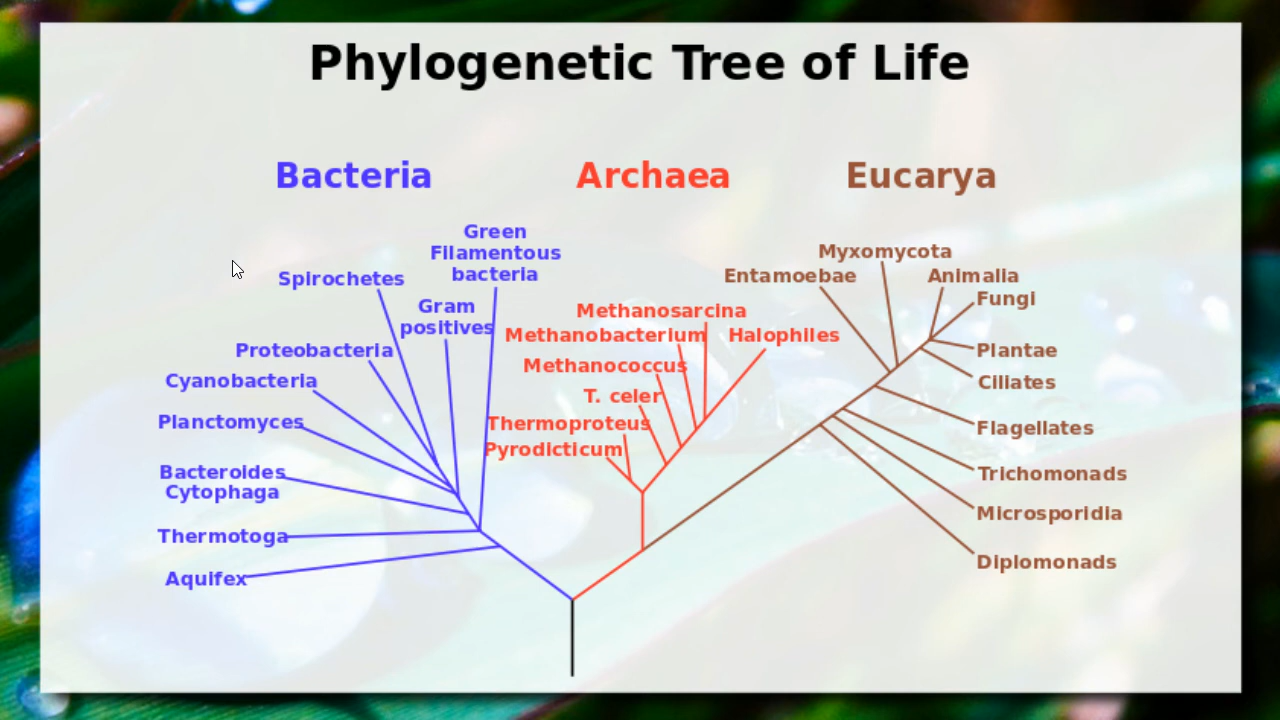 Phylogenetic Tree of Life
Bacteria
Archaea
Eucarya
Green
Filamentous
bacteria
Spirochetes
Gram
positives
Proteobacteria
Cyanobacteria
Planctomyces
Bacteroides
Cytophaga
Thermotoga
Aquifex
Methanosarcina
Methanobacterium
Halophiles
Methanococcus
T. celer
Thermoproteus
Pyrodicticum
Myxomycota
Entamoebae
Animalia
Fungi
Plantae
Ciliates
Flagellates
Trichomonads
Microsporidia
Diplomonads